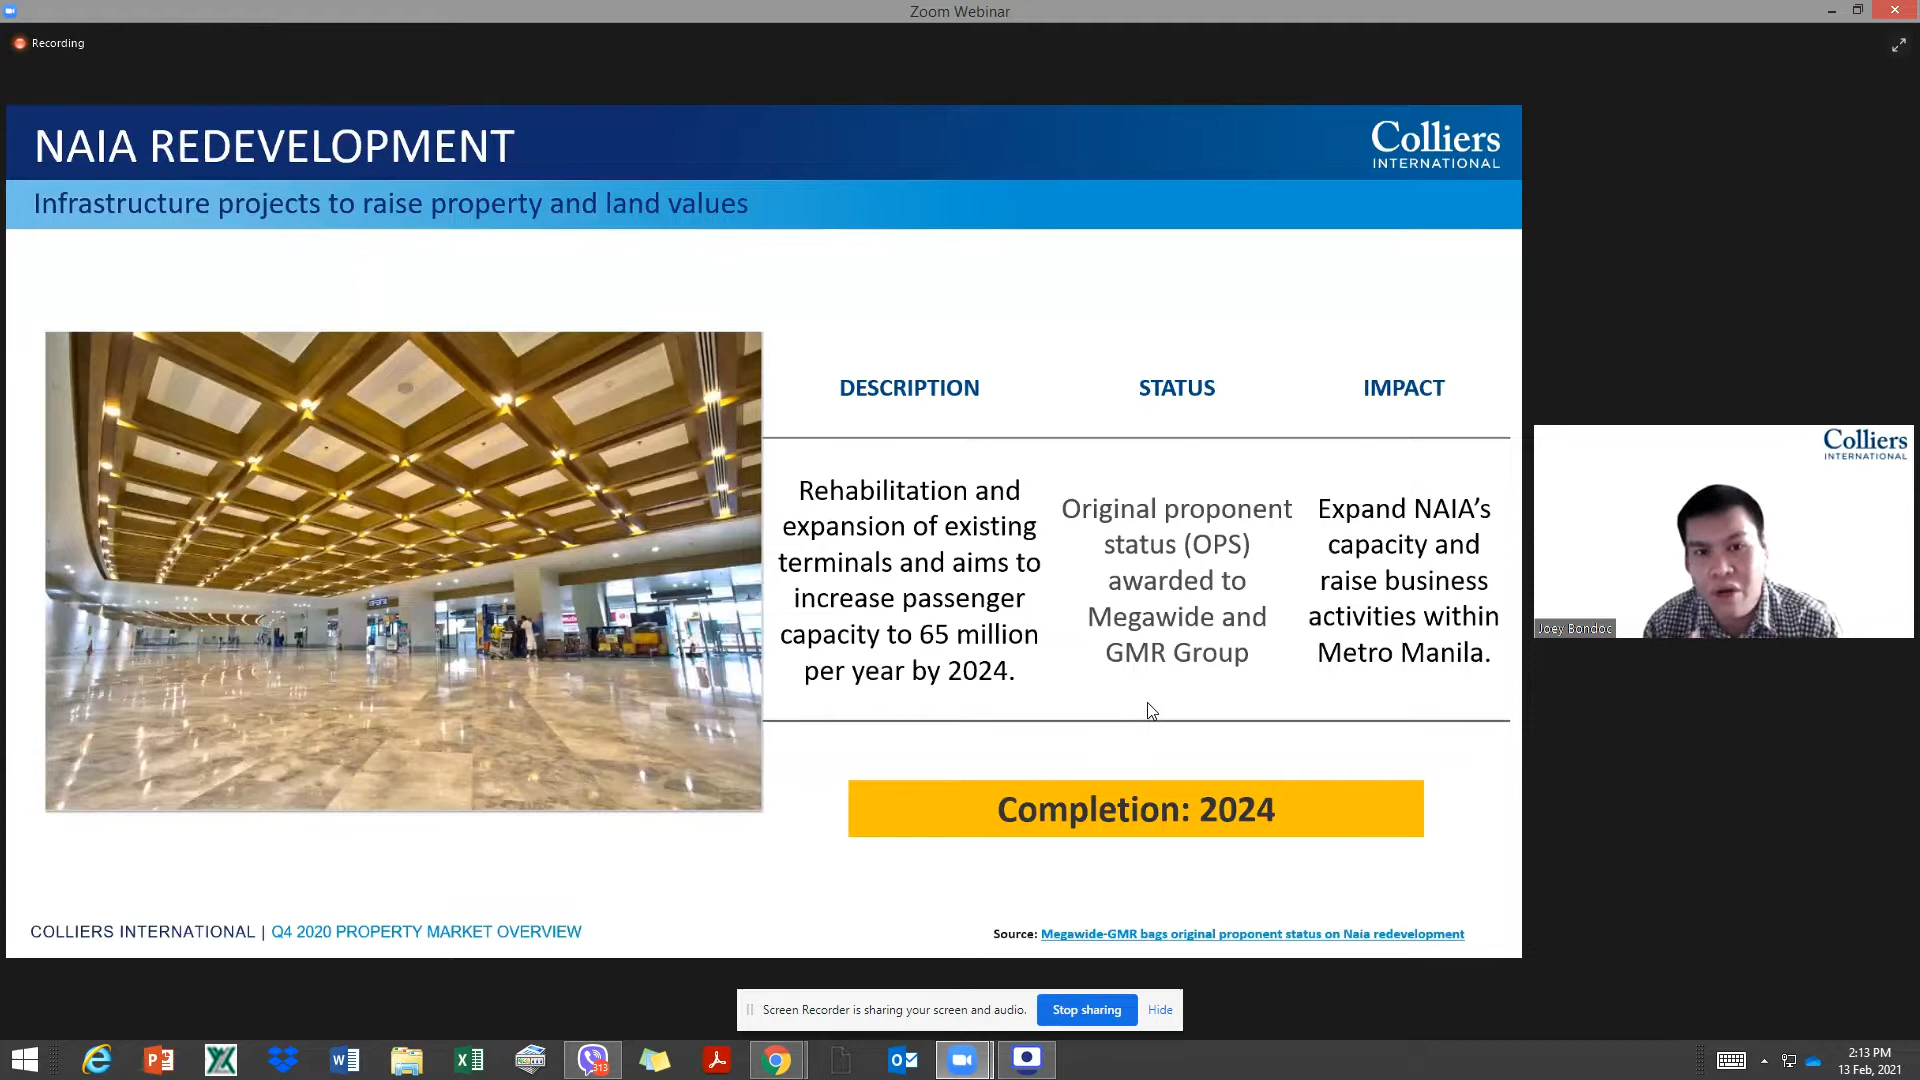 Zoom Webinar
Recording
NAIA REDEVELOPMENT
Colliers
INTERNATIONAL
Infrastructure projects to raise property and land values
DESCRIPTION
STATUS
IMPACT
Rehabilitation and
expansion of existing
terminals and aims to
increase passenger
capacity to 65 million
per year by 2024.
Original proponent
status (OPS)
awarded to
Megawide and
GMR Group
Expand NAIA’s
capacity and
raise business
activities within
Metro Manila.
Completion: 2024
COLLIERS INTERNATIONAL | Q4 2020 PROPERTY MARKET OVERVIEW
Source: Megawide-GMR bags original proponent status on Naia redevelopment
Colliers
INTERNATIONAL
Joey Bondoc
Screen Recorder is sharing your screen and audio.
Stop sharing
Hide
313
2:13 PM
13 Feb, 2021